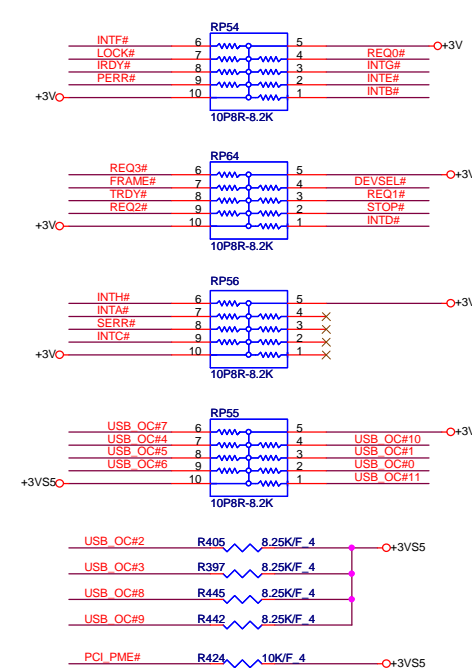 RP54
INTF# 6 5 +3V
LOCK# 7 4 REQ0#
IRDY# 8 3 INTG#
PERR# 9 2 INTE#
+3V 10 1 INTB#
10P8R-8.2K
RP64
REQ3# 6 5 +3V
FRAME# 7 4 DEVSEL#
TRDY# 8 3 REQ1#
REQ2# 9 2 STOP#
+3V 10 1 INTD#
10P8R-8.2K
RP56
INTH# 6 5 +3V
INTA# 7 4
SERR# 8 3
INTC# 9 2
+3V 10 1
10P8R-8.2K
RP55
USB_OC#7 6 5 +3V
USB_OC#4 7 4 USB_OC#10
USB_OC#5 8 3 USB_OC#1
USB_OC#6 9 2 USB_OC#0
+3VS5 10 1 USB_OC#11
10P8R-8.2K
USB_OC#2 R405 8.25K/F_4 +3VS5
USB_OC#3 R397 8.25K/F_4
USB_OC#8 R445 8.25K/F_4
USB_OC#9 R442 8.25K/F_4
PCI_PME# R424 10K/F_4 +3VS5